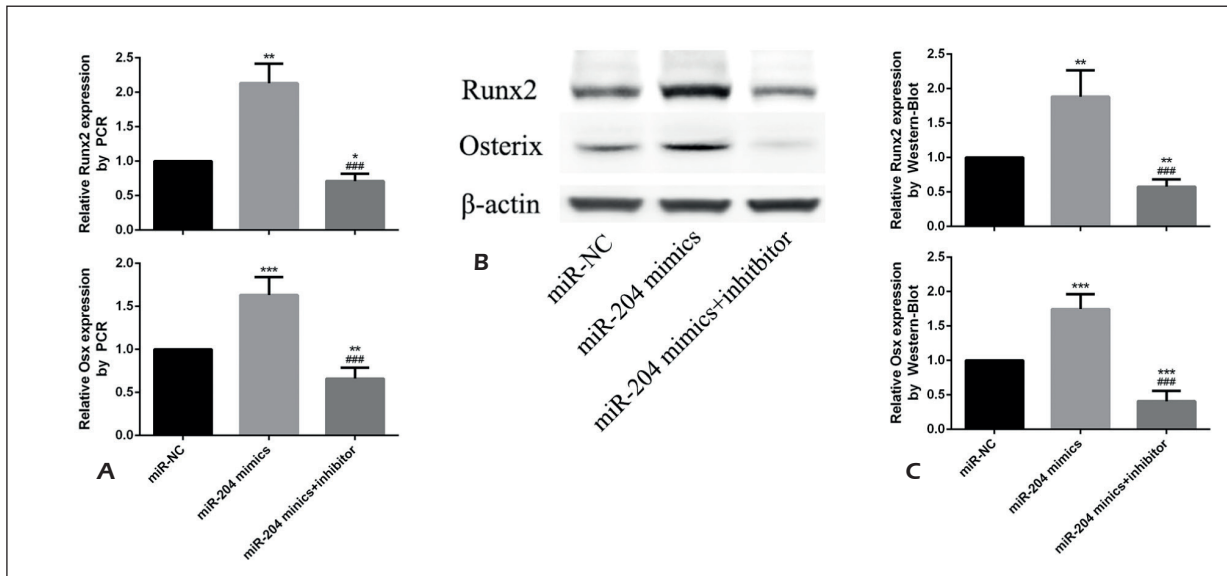 Relative Runx2 expression
by PCR
2.5
2.0
1.5
1.0
0.5
0.0
**
*
###
Relative Osx expression
by PCR
2.0
1.5
1.0
0.5
0.0
***
**
###
miR-NC
miR-204 mimics
miR-204 minics+inhibitor
A
Runx2
Osterix
β-actin
miR-NC
miR-204 mimics
miR-204 mimics+inhitbitor
B
Relative Runx2 expression
by Western-Blot
2.5
2.0
1.5
1.0
0.5
0.0
**
**
###
Relative Osx expression
by Western-Blot
2.5
2.0
1.5
1.0
0.5
0.0
***
***
###
miR-NC
miR-204 mimics
miR-204 minics+inhibitor
C